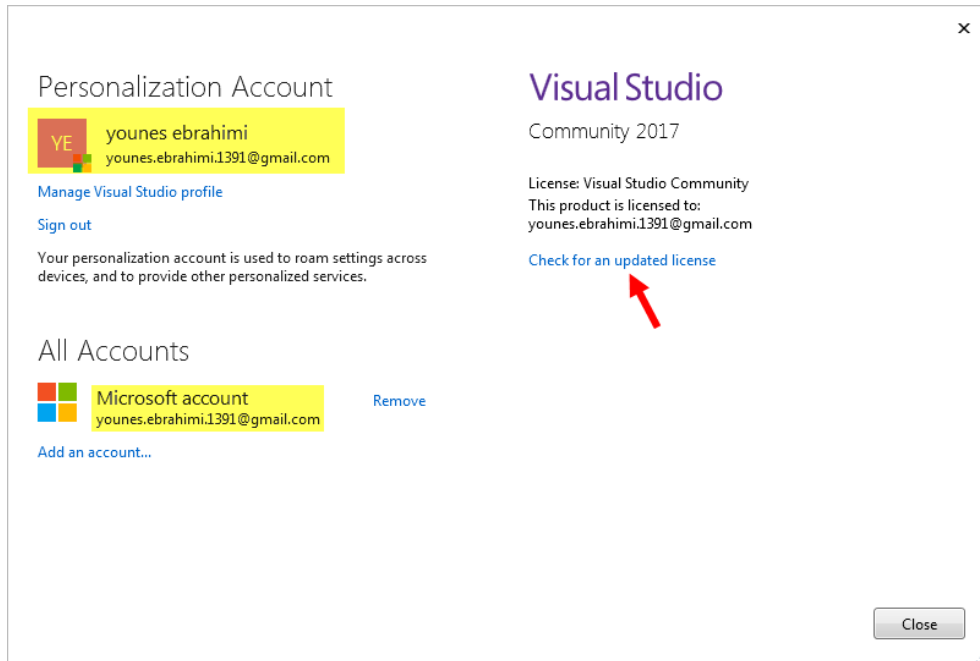 Personalization Account
YE
younes ebrahimi
younes.ebrahimi.1391@gmail.com
Manage Visual Studio profile
Sign out
Your personalization account is used to roam settings across
devices, and to provide other personalized services.
All Accounts
Microsoft account
younes.ebrahimi.1391@gmail.com
Remove
Add an account...
Visual Studio
Community 2017
License: Visual Studio Community
This product is licensed to:
younes.ebrahimi.1391@gmail.com
Check for an updated license
Close